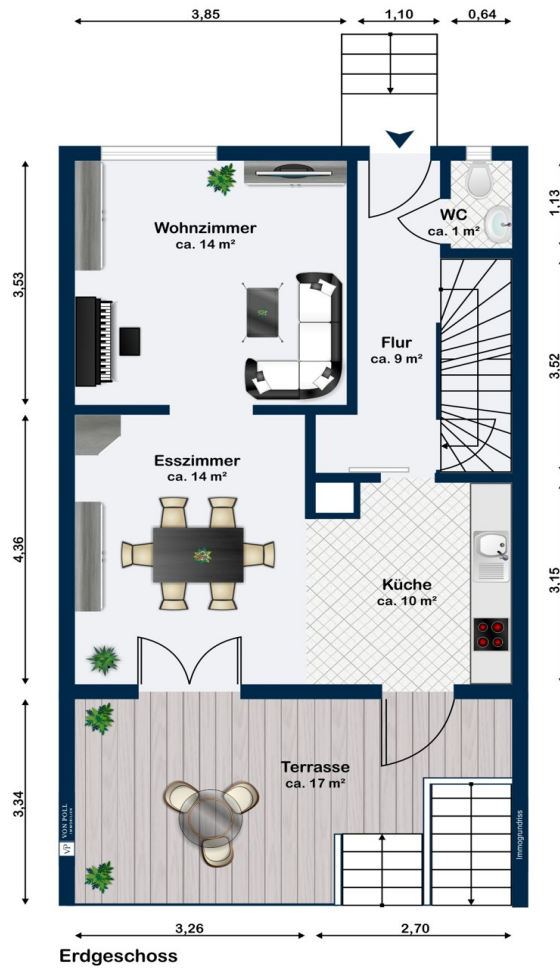 3,85 1,10 0,64
Wohnzimmer
ca. 14 m²
WC
ca. 1 m²
1,13
3,53
Flur
ca. 9 m²
3,52
Esszimmer
ca. 14 m²
4,36
Küche
ca. 10 m²
3,15
Terrasse
ca. 17 m²
3,34
VP VON POLL
IMMOBILIEN
Immogrundriss
3,26 2,70
Erdgeschoss